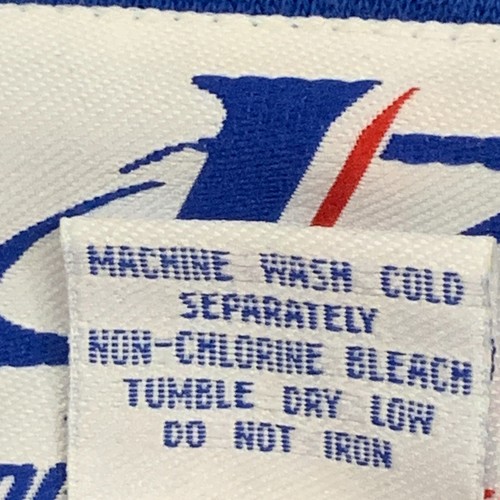 MACHINE WASH COLD
SEPARATELY
NON-CHLORINE BLEACH
TUMBLE DRY LOW
DO NOT IRON